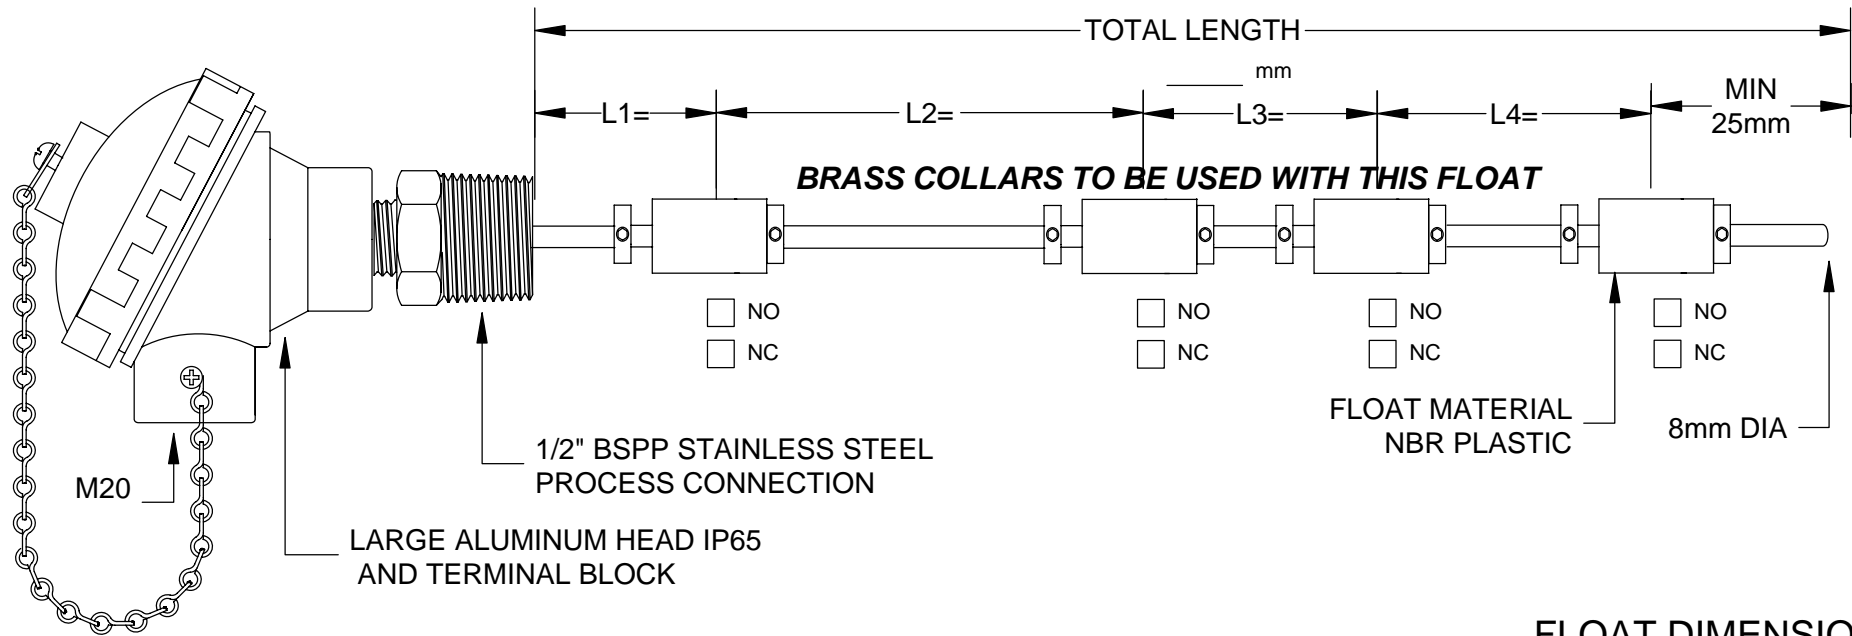 TOTAL LENGTH
mm
L1=
L2=
L3=
L4=
MIN
25mm
BRASS COLLARS TO BE USED WITH THIS FLOAT
NO
NC
NO
NC
NO
NC
NO
NC
FLOAT MATERIAL
NBR PLASTIC
8mm DIA
1/2" BSPP STAINLESS STEEL
PROCESS CONNECTION
M20
LARGE ALUMINUM HEAD IP65
AND TERMINAL BLOCK